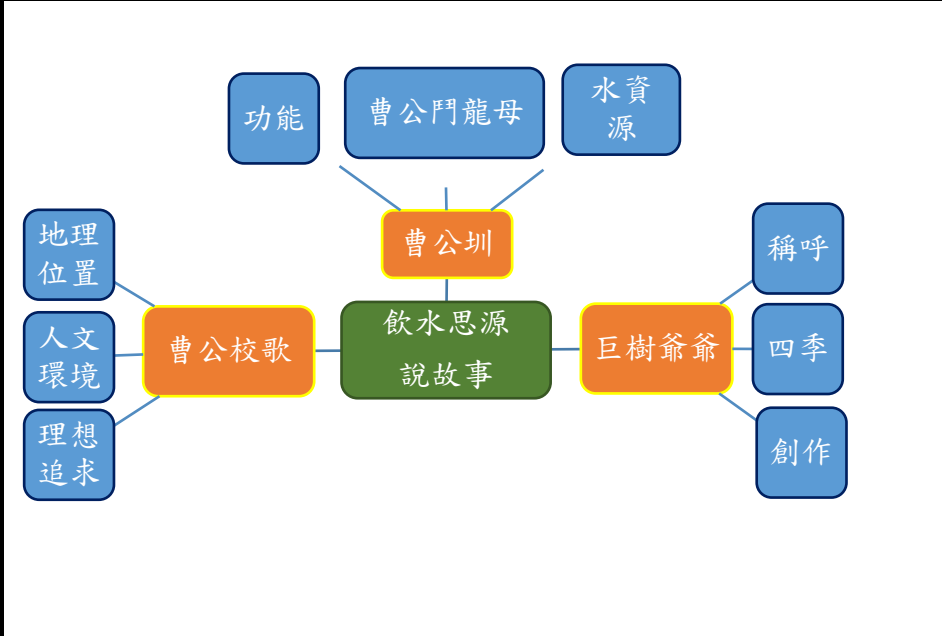 功能
曹公鬥龍母
水資
源
曹公圳
地理
位置
人文
環境
理想
追求
曹公校歌
飲水思源
說故事
巨樹爺爺
稱呼
四季
創作